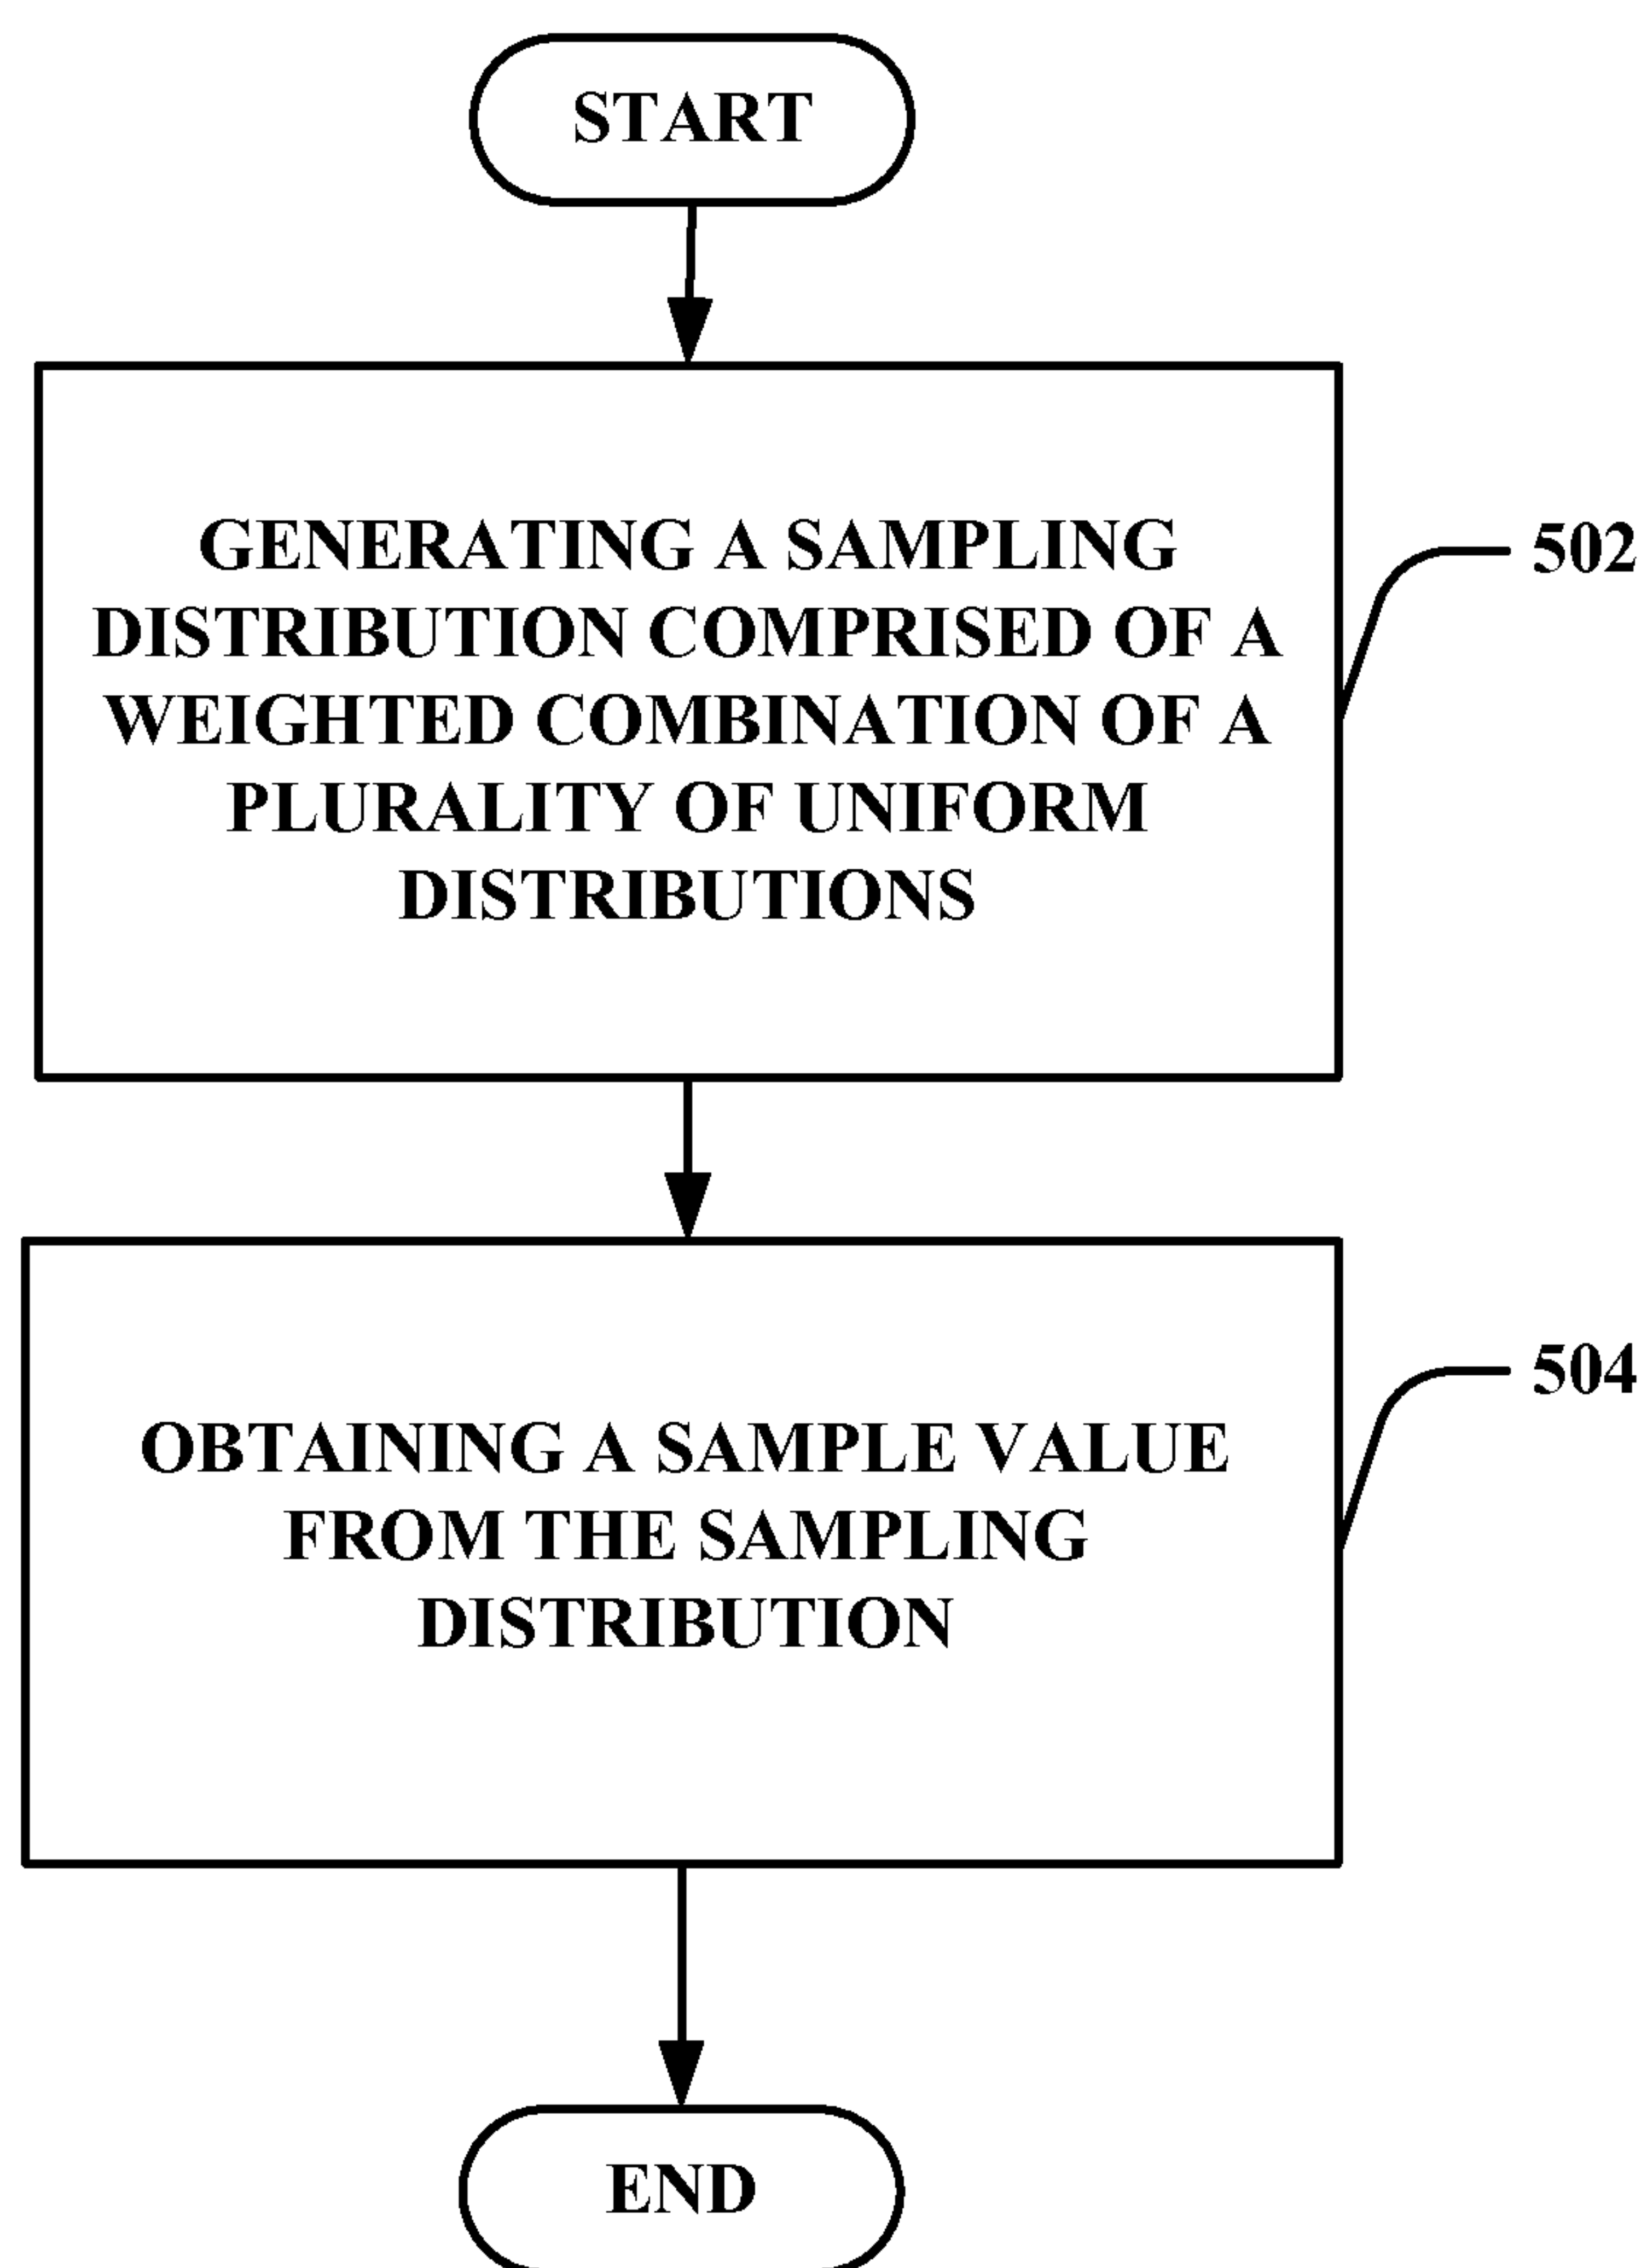 START
GENERATING A SAMPLING
DISTRIBUTION COMPRISED OF A
WEIGHTED COMBINATION OF A
PLURALITY OF UNIFORM
DISTRIBUTIONS
502
OBTAINING A SAMPLE VALUE
FROM THE SAMPLING
DISTRIBUTION
504
END